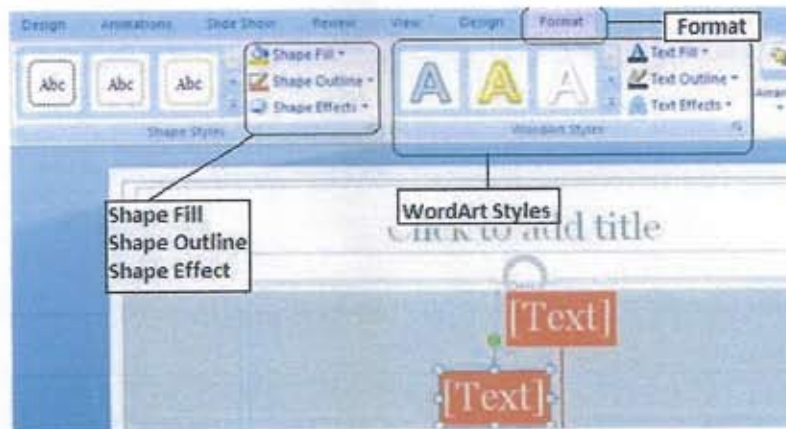 Design Animations Slide Show Review View Design Format
Format
Abc Abc Abc
Shape Fill
Shape Outline
Shape Effects
Shape Styles
A A A
Text Fill
Text Outline
Text Effects
WordArt Styles
Shape Fill
Shape Outline
Shape Effect
WordArt Styles
Click to add title
[Text]
[Text]